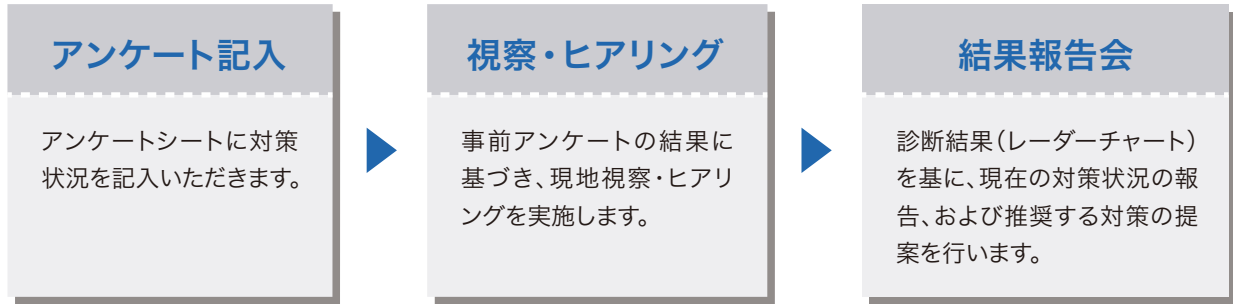 アンケート記入
アンケートシートに対策
状況を記入いただきます。
視察・ヒアリング
事前アンケートの結果に
基づき、現地視察・ヒアリ
ングを実施します。
結果報告会
診断結果（レーダーチャート）
を基に、現在の対策状況の報
告、および推奨する対策の提
案を行います。